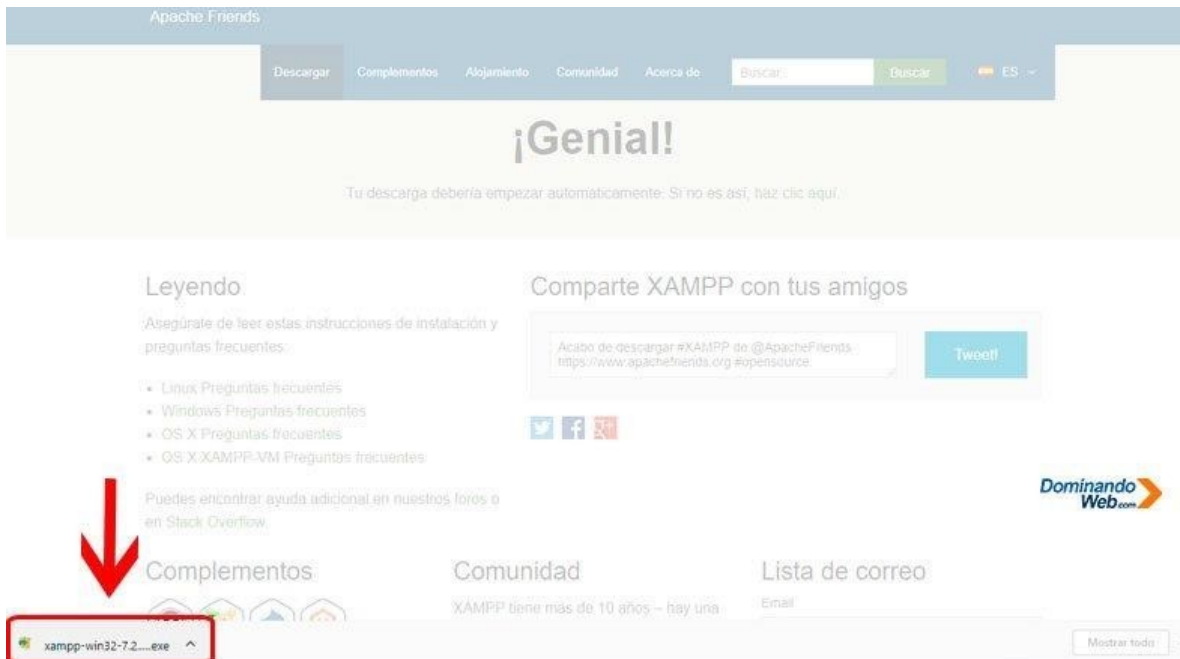 Apache Friends
Descargar Complementos Alojamiento Comunidad Acerca de Buscar... Buscar ES
¡Genial!
Tu descarga debería empezar automáticamente. Si no es así, haz clic aquí.
Leyendo
Asegúrate de leer estas instrucciones de instalación y
preguntas frecuentes:
Linux Preguntas frecuentes
Windows Preguntas frecuentes
OS X Preguntas frecuentes
OS X XAMPP-VM Preguntas frecuentes
Puedes encontrar ayuda adicional en nuestros foros o
en Stack Overflow.
Comparte XAMPP con tus amigos
Acabo de descargar #XAMPP de @ApacheFriends
https://www.apachefriends.org #opensource
Tweet!
Dominando
Web.com
Complementos
Comunidad
XAMPP tiene más de 10 años – hay una
Lista de correo
Email
xampp-win32-7.2....exe
Mostrar todo